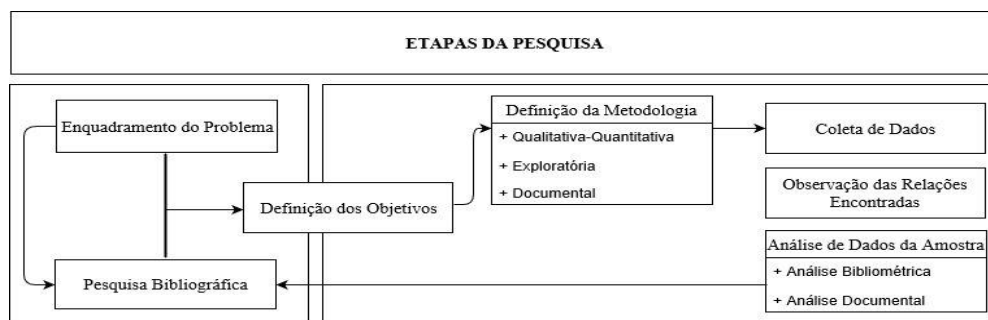 ETAPAS DA PESQUISA
Enquadramento do Problema
Pesquisa Bibliográfica
Definição dos Objetivos
Definição da Metodologia
+ Qualitativa-Quantitativa
+ Exploratória
+ Documental
Coleta de Dados
Observação das Relações
Encontradas
Análise de Dados da Amostra
+ Análise Bibliométrica
+ Análise Documental